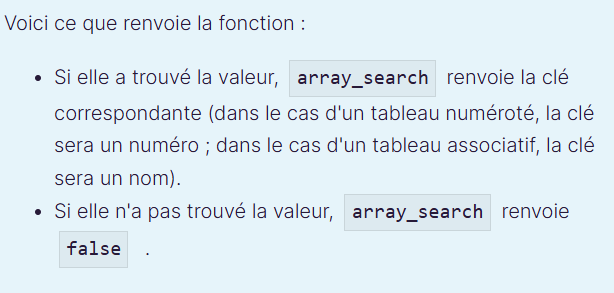 Voici ce que renvoie la fonction :
• Si elle a trouvé la valeur, array_search renvoie la clé
correspondante (dans le cas d'un tableau numéroté, la clé
sera un numéro ; dans le cas d'un tableau associatif, la clé
sera un nom).
• Si elle n'a pas trouvé la valeur, array_search renvoie
false .